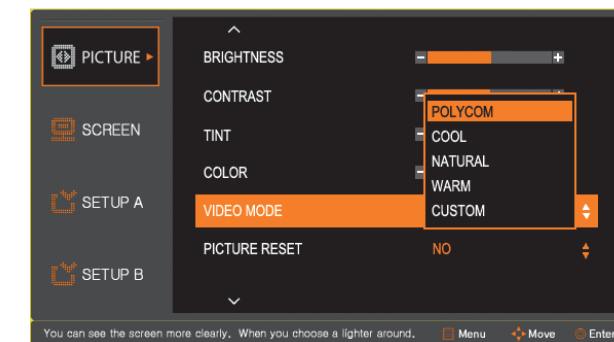 PICTURE
SCREEN
SETUP A
SETUP B
BRIGHTNESS
CONTRAST
TINT
COLOR
VIDEO MODE
PICTURE RESET
NO
POLYCOM
COOL
NATURAL
WARM
CUSTOM
You can see the screen more clearly. When you choose a lighter around.
Menu
Move
Enter